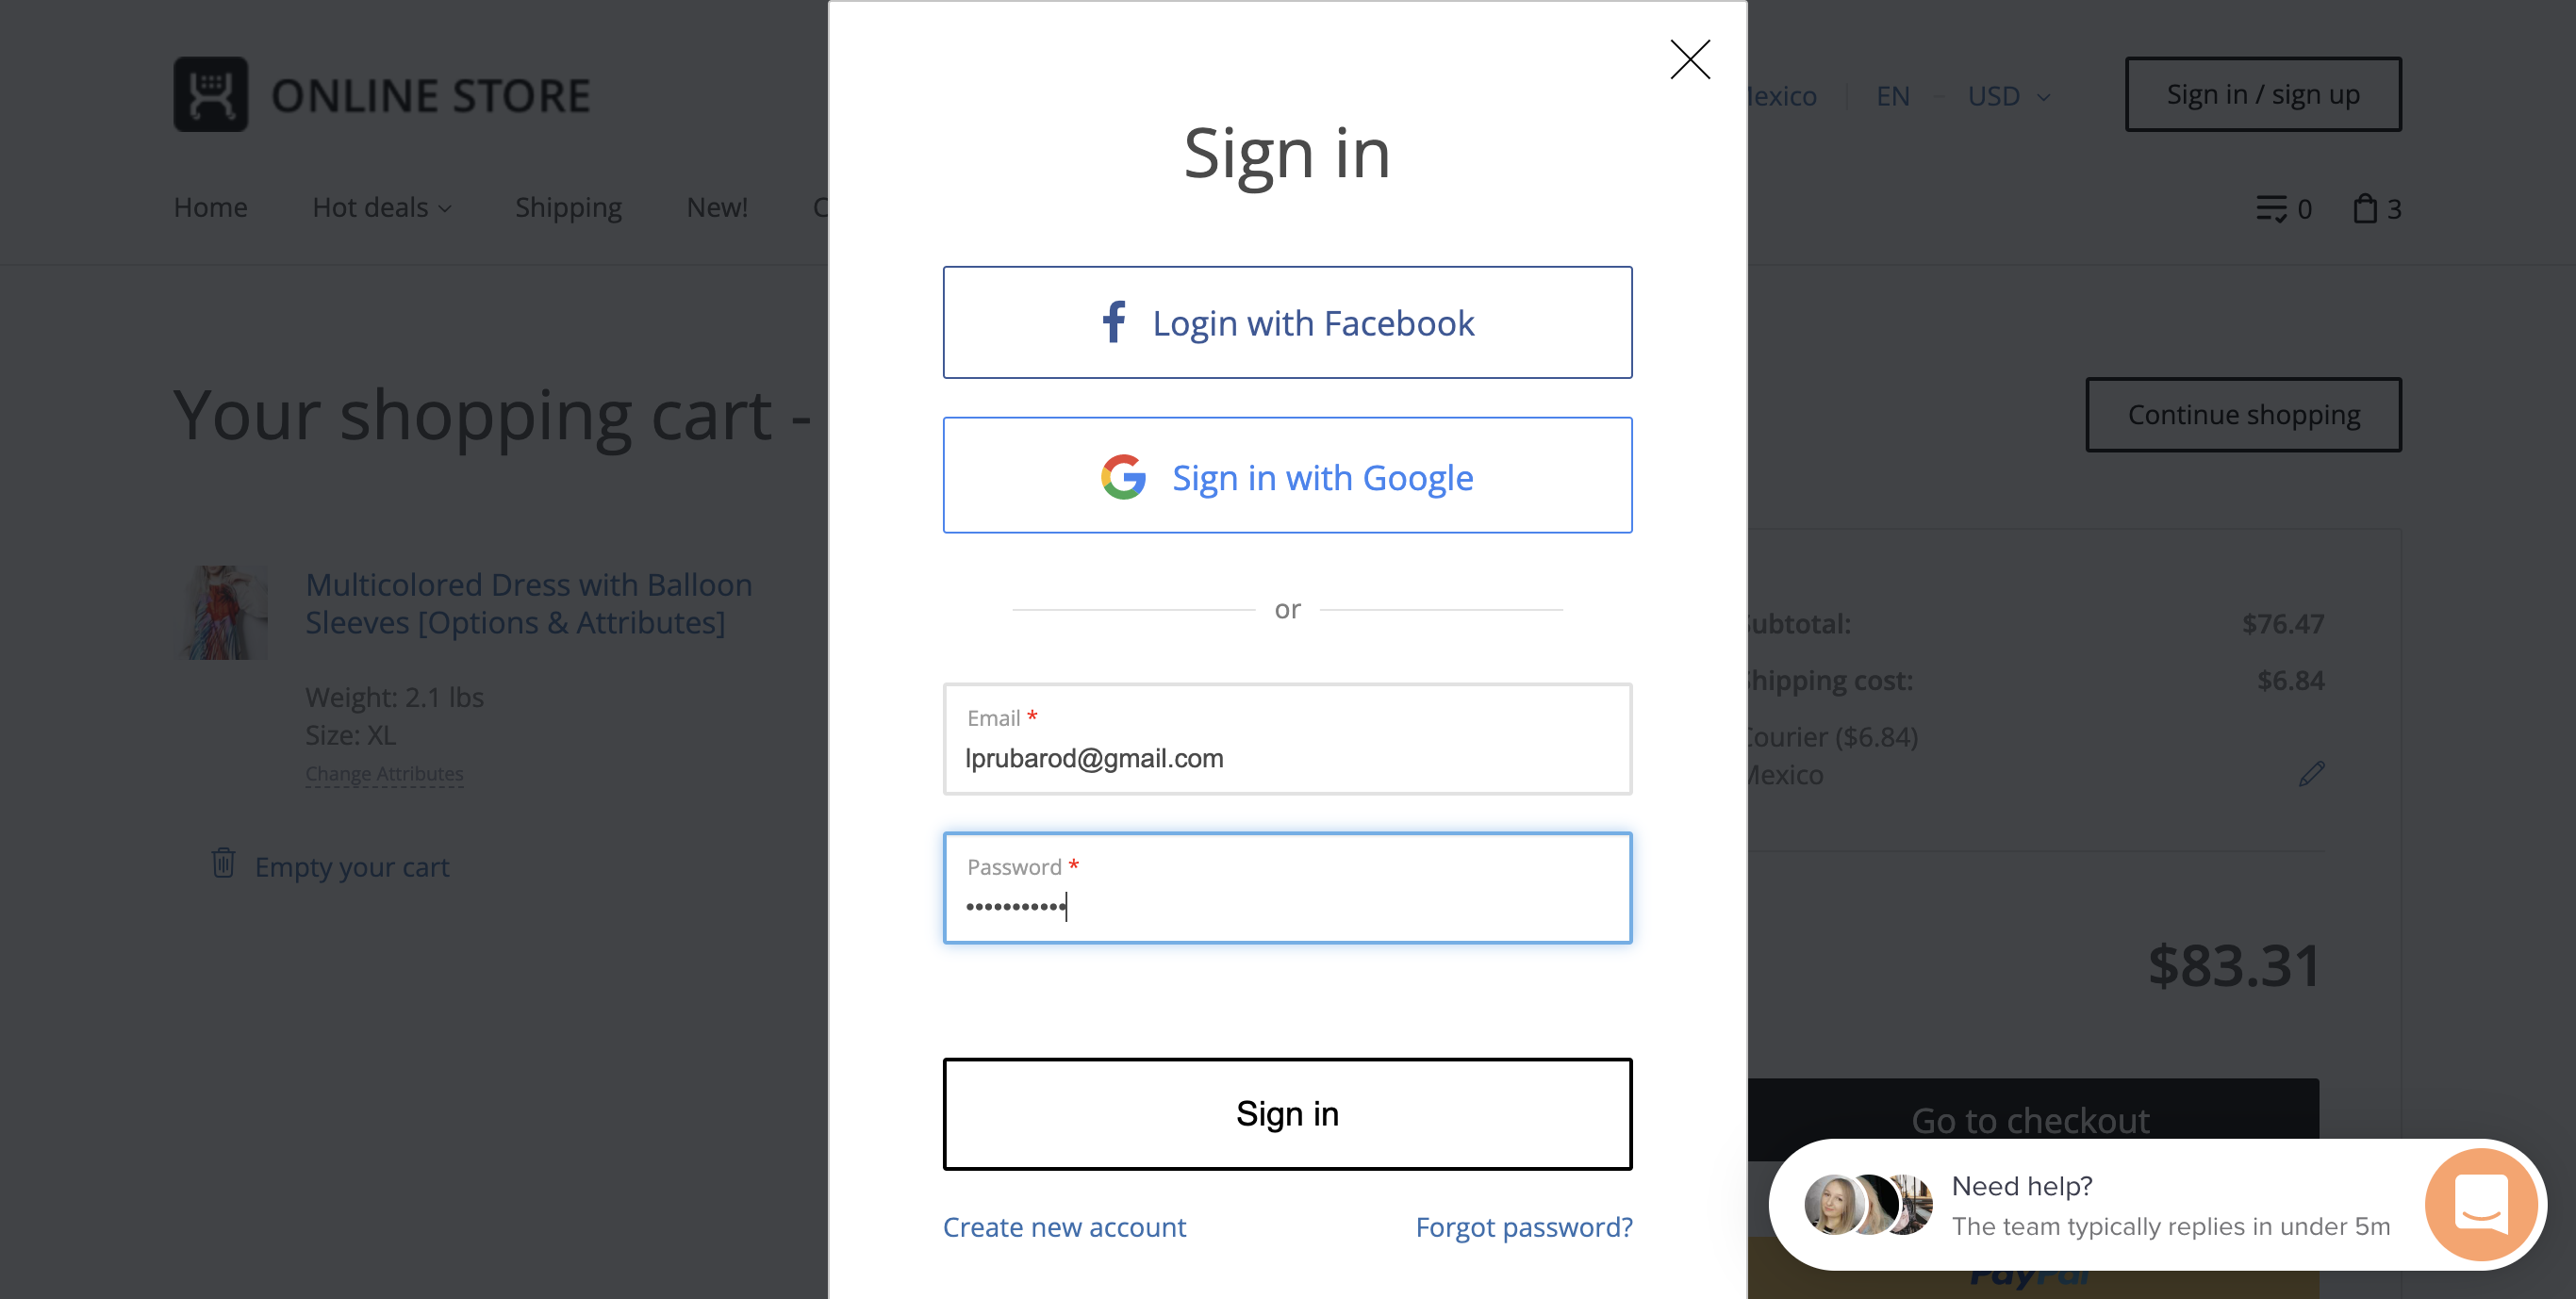 ONLINE STORE
Home
Hot deals
Shipping
New!
EN
USD
Sign in / sign up
0
3
Your shopping cart -
Continue shopping
Multicolored Dress with Balloon
Sleeves [Options & Attributes]
Weight: 2.1 lbs
Size: XL
Change Attributes
Empty your cart
Sign in
Login with Facebook
Sign in with Google
or
Email *
lprubarod@gmail.com
Password *
•••••••••••
Sign in
Create new account
Forgot password?
ubtotal:
$76.47
hipping cost:
$6.84
ourier ($6.84)
exico
$83.31
Go to checkout
Need help?
The team typically replies in under 5m
PayPal